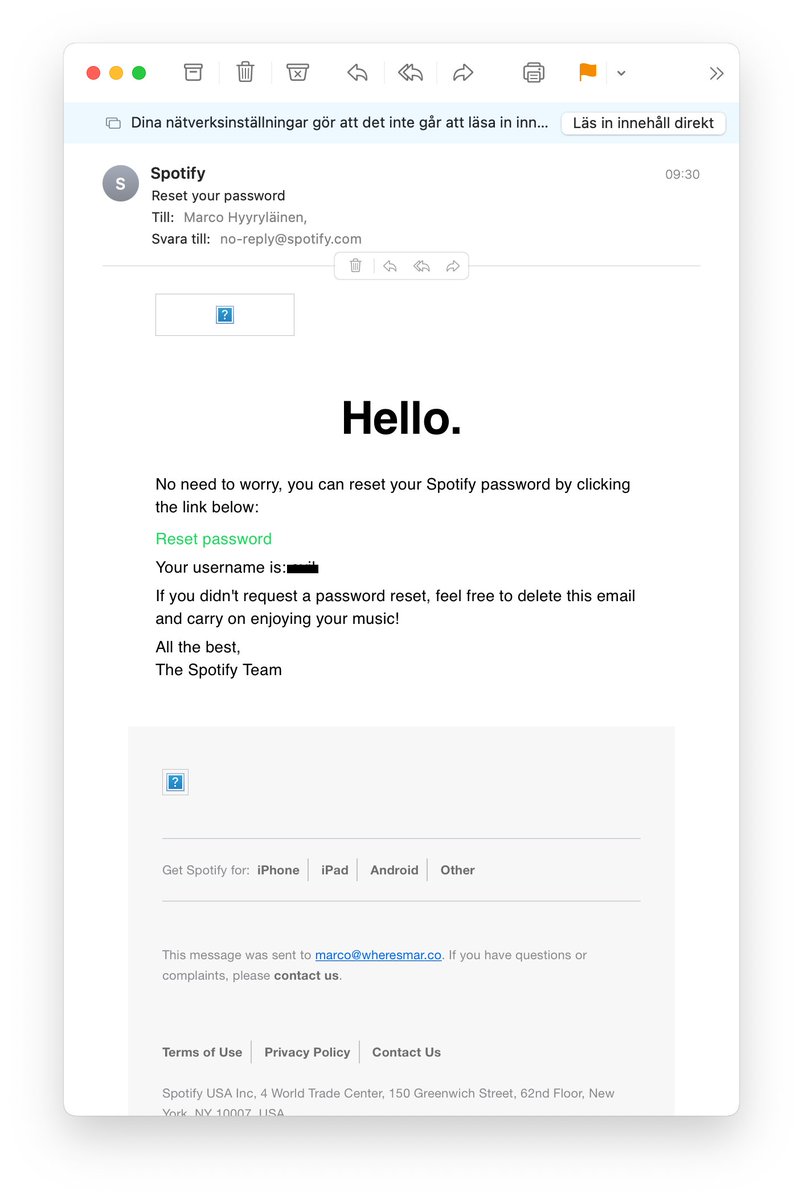 Dina nätverksinställningar gör att det inte går att läsa in inn...
Läs in innehåll direkt
S
Spotify
09:30
Reset your password
Till: Marco Hyyryläinen,
Svara till: no-reply@spotify.com
Hello.
No need to worry, you can reset your Spotify password by clicking
the link below:
Reset password
Your username is:
If you didn't request a password reset, feel free to delete this email
and carry on enjoying your music!
All the best,
The Spotify Team
Get Spotify for: iPhone iPad Android Other
This message was sent to marco@wheresmar.co. If you have questions or
complaints, please contact us.
Terms of Use Privacy Policy Contact Us
Spotify USA Inc, 4 World Trade Center, 150 Greenwich Street, 62nd Floor, New
York, NY 10007, USA